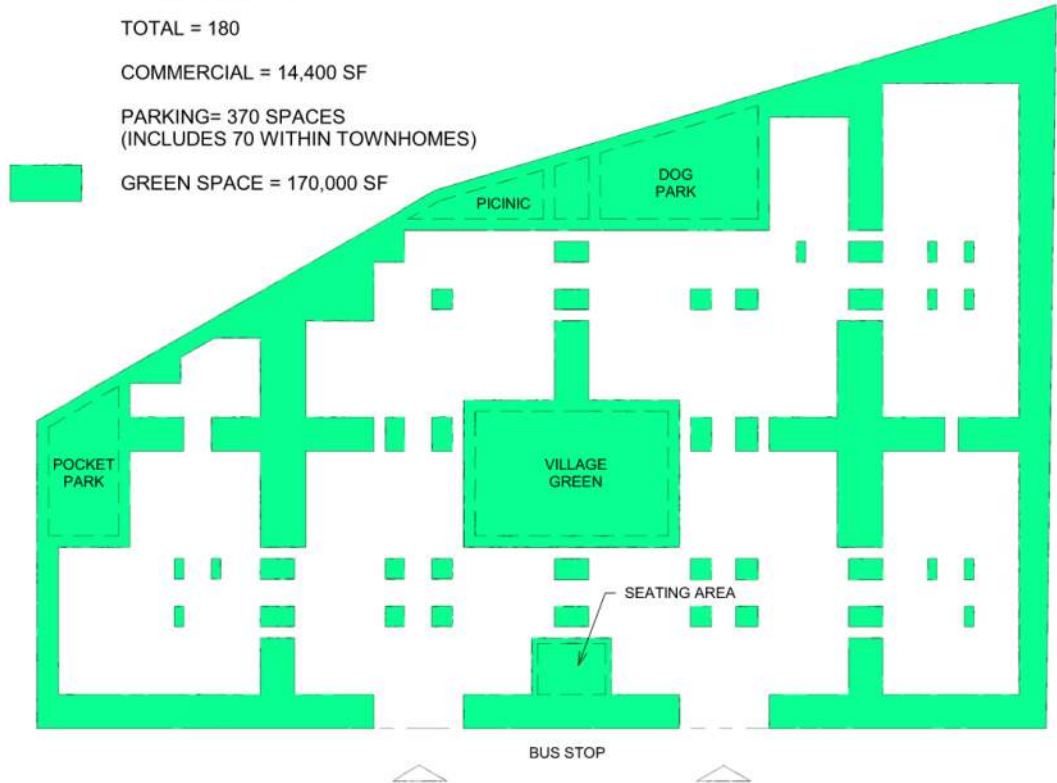 TOTAL = 180
COMMERCIAL = 14,400 SF
PARKING= 370 SPACES
(INCLUDES 70 WITHIN TOWNHOMES)
GREEN SPACE = 170,000 SF
DOG
PARK
PICINIC
POCKET
PARK
VILLAGE
GREEN
SEATING AREA
BUS STOP